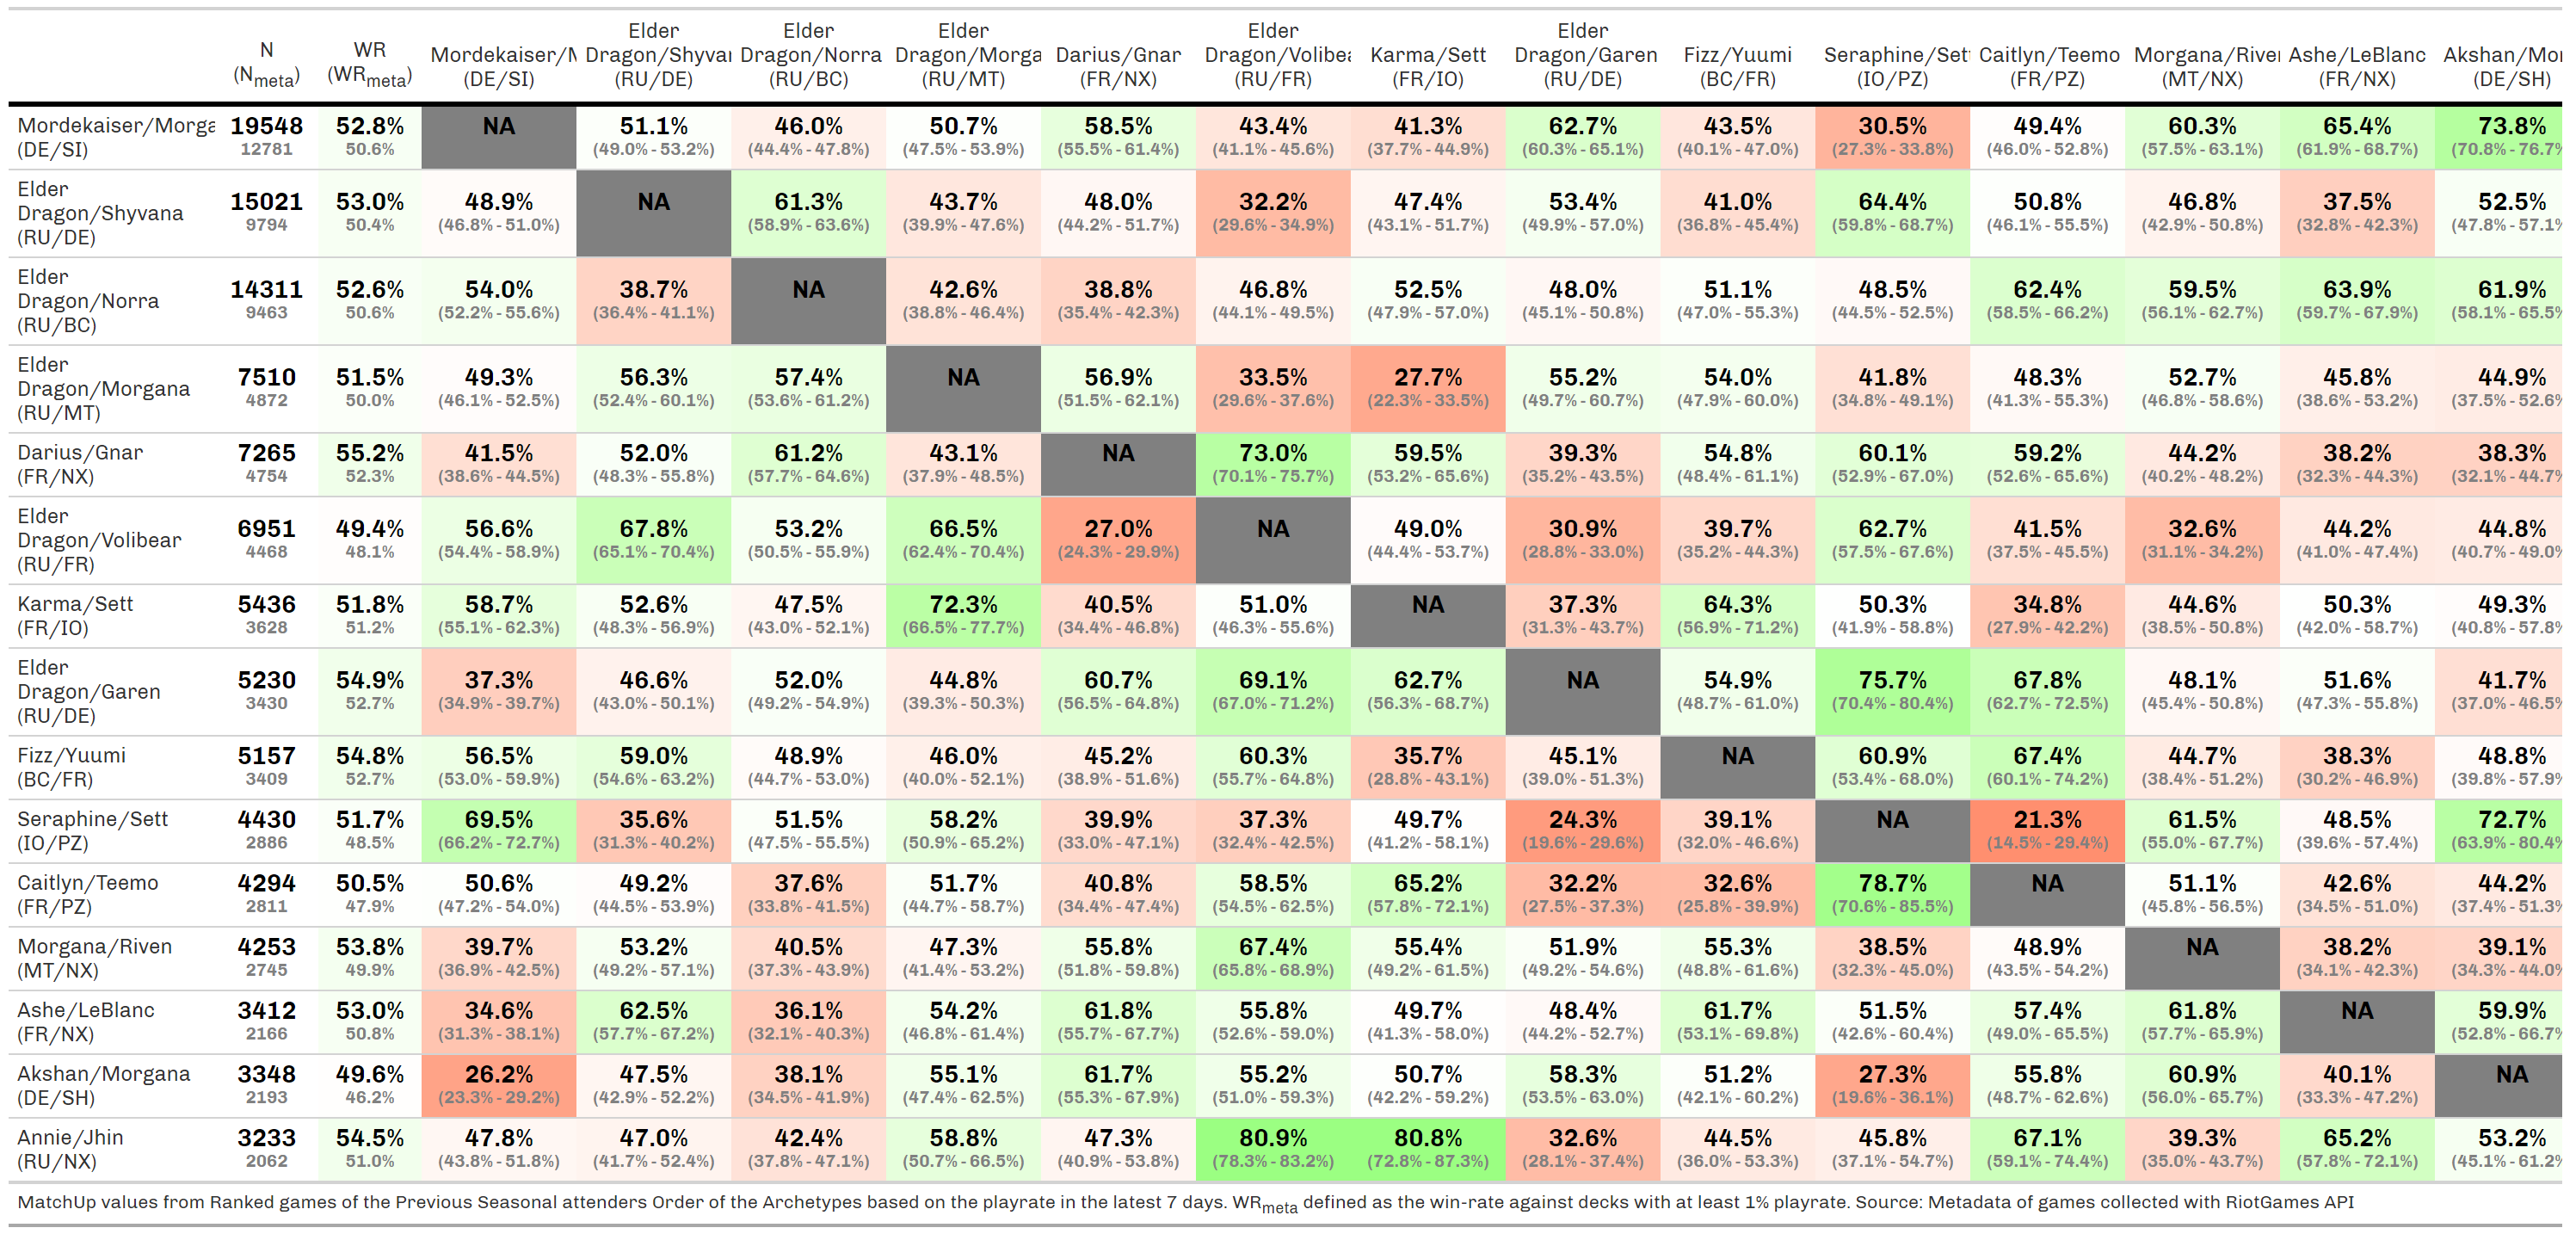 N WR Mordekaiser/M Elder Dragon/Shyvan Elder Dragon/Norra Elder Dragon/Morga Darius/Gnar Elder Dragon/Volibea Karma/Sett Elder Dragon/Garen Fizz/Yuumi Seraphine/Set Caitlyn/Teemo Morgana/Riven Ashe/LeBlanc Akshan/Mor
(Nmeta) (WRmeta) (DE/SI) (RU/DE) (RU/BC) (RU/MT) (FR/NX) (RU/FR) (FR/IO) (RU/DE) (BC/FR) (IO/PZ) (FR/PZ) (MT/NX) (FR/NX) (DE/SH)
Mordekaiser/Morga 19548 52.8% NA 51.1% 46.0% 50.7% 58.5% 43.4% 41.3% 62.7% 43.5% 30.5% 49.4% 60.3% 65.4% 73.8%
(DE/SI) 12781 50.6% (49.0% - 53.2%) (44.4% - 47.8%) (47.5% - 53.9%) (55.5% - 61.4%) (41.1% - 45.6%) (37.7% - 44.9%) (60.3% - 65.1%) (40.1% - 47.0%) (27.3% - 33.8%) (46.0% - 52.8%) (57.5% - 63.1%) (61.9% - 68.7%) (70.8% - 76.7%
Elder
Dragon/Shyvana 15021 53.0% 48.9% NA 61.3% 43.7% 48.0% 32.2% 47.4% 53.4% 41.0% 64.4% 50.8% 46.8% 37.5% 52.5%
(RU/DE) 9794 50.4% (46.8% - 51.0%) (58.9% - 63.6%) (39.9% - 47.6%) (44.2% - 51.7%) (29.6% - 34.9%) (43.1% - 51.7%) (49.9% - 57.0%) (36.8% - 45.4%) (59.8% - 68.7%) (46.1% - 55.5%) (42.9% - 50.8%) (32.8% - 42.3%) (47.8% - 57.1%
Elder
Dragon/Norra 14311 52.6% 54.0% 38.7% NA 42.6% 38.8% 46.8% 52.5% 48.0% 51.1% 48.5% 62.4% 59.5% 63.9% 61.9%
(RU/BC) 9463 50.6% (52.2% - 55.6%) (36.4% - 41.1%) (38.8% - 46.4%) (35.4% - 42.3%) (44.1% - 49.5%) (47.9% - 57.0%) (45.1% - 50.8%) (47.0% - 55.3%) (44.5% - 52.5%) (58.5% - 66.2%) (56.1% - 62.7%) (59.7% - 67.9%) (58.1% - 65.5%
Elder
Dragon/Morgana 7510 51.5% 49.3% 56.3% 57.4% NA 56.9% 33.5% 27.7% 55.2% 54.0% 41.8% 48.3% 52.7% 45.8% 44.9%
(RU/MT) 4872 50.0% (46.1% - 52.5%) (52.4% - 60.1%) (53.6% - 61.2%) (51.5% - 62.1%) (29.6% - 37.6%) (22.3% - 33.5%) (49.7% - 60.7%) (47.9% - 60.0%) (34.8% - 49.1%) (41.3% - 55.3%) (46.8% - 58.6%) (38.6% - 53.2%) (37.5% - 52.6%
Darius/Gnar 7265 55.2% 41.5% 52.0% 61.2% 43.1% NA 73.0% 59.5% 39.3% 54.8% 60.1% 59.2% 44.2% 38.2% 38.3%
(FR/NX) 4754 52.3% (38.6% - 44.5%) (48.3% - 55.8%) (57.7% - 64.6%) (37.9% - 48.5%) (70.1% - 75.7%) (53.2% - 65.6%) (35.2% - 43.5%) (48.4% - 61.1%) (52.9% - 67.0%) (52.6% - 65.6%) (40.2% - 48.2%) (32.3% - 44.3%) (32.1% - 44.7%
Elder
Dragon/Volibear 6951 49.4% 56.6% 67.8% 53.2% 66.5% 27.0% NA 49.0% 30.9% 39.7% 62.7% 41.5% 32.6% 44.2% 44.8%
(RU/FR) 4468 48.1% (54.4% - 58.9%) (65.1% - 70.4%) (50.5% - 55.9%) (62.4% - 70.4%) (24.3% - 29.9%) (44.4% - 53.7%) (28.8% - 33.0%) (35.2% - 44.3%) (57.5% - 67.6%) (37.5% - 45.5%) (31.1% - 34.2%) (41.0% - 47.4%) (40.7% - 49.0%
Karma/Sett 5436 51.8% 58.7% 52.6% 47.5% 72.3% 40.5% 51.0% NA 37.3% 64.3% 50.3% 34.8% 44.6% 50.3% 49.3%
(FR/IO) 3628 51.2% (55.1% - 62.3%) (48.3% - 56.9%) (43.0% - 52.1%) (66.5% - 77.7%) (34.4% - 46.8%) (46.3% - 55.6%) (31.3% - 43.7%) (56.9% - 71.2%) (41.9% - 58.8%) (27.9% - 42.2%) (38.5% - 50.8%) (42.0% - 58.7%) (40.8% - 57.8%
Elder
Dragon/Garen 5230 54.9% 37.3% 46.6% 52.0% 44.8% 60.7% 69.1% 62.7% NA 54.9% 75.7% 67.8% 48.1% 51.6% 41.7%
(RU/DE) 3430 52.7% (34.9% - 39.7%) (43.0% - 50.1%) (49.2% - 54.9%) (39.3% - 50.3%) (56.5% - 64.8%) (67.0% - 71.2%) (56.3% - 68.7%) (48.7% - 61.0%) (70.4% - 80.4%) (62.7% - 72.5%) (45.4% - 50.8%) (47.3% - 55.8%) (37.0% - 46.5%
Fizz/Yuumi 5157 54.8% 56.5% 59.0% 48.9% 46.0% 45.2% 60.3% 35.7% 45.1% NA 60.9% 67.4% 44.7% 38.3% 48.8%
(BC/FR) 3409 52.7% (53.0% - 59.9%) (54.6% - 63.2%) (44.7% - 53.0%) (40.0% - 52.1%) (38.9% - 51.6%) (55.7% - 64.8%) (28.8% - 43.1%) (39.0% - 51.3%) (53.4% - 68.0%) (60.1% - 74.2%) (38.4% - 51.2%) (30.2% - 46.9%) (39.8% - 57.9%
Seraphine/Sett 4430 51.7% 69.5% 35.6% 51.5% 58.2% 39.9% 37.3% 49.7% 24.3% 39.1% NA 21.3% 61.5% 48.5% 72.7%
(IO/PZ) 2886 48.5% (66.2% - 72.7%) (31.3% - 40.2%) (47.5% - 55.5%) (50.9% - 65.2%) (33.0% - 47.1%) (32.4% - 42.5%) (41.2% - 58.1%) (19.6% - 29.6%) (32.0% - 46.6%) (14.5% - 29.4%) (55.0% - 67.7%) (39.6% - 57.4%) (63.9% - 80.4%
Caitlyn/Teemo 4294 50.5% 50.6% 49.2% 37.6% 51.7% 40.8% 58.5% 65.2% 32.2% 32.6% 78.7% NA 51.1% 42.6% 44.2%
(FR/PZ) 2811 47.9% (47.2% - 54.0%) (44.5% - 53.9%) (33.8% - 41.5%) (44.7% - 58.7%) (34.4% - 47.4%) (54.5% - 62.5%) (57.8% - 72.1%) (27.5% - 37.3%) (25.8% - 39.9%) (70.6% - 85.5%) (45.8% - 56.5%) (34.5% - 51.0%) (37.4% - 51.3%
Morgana/Riven 4253 53.8% 39.7% 53.2% 40.5% 47.3% 55.8% 67.4% 55.4% 51.9% 55.3% 38.5% 48.9% NA 38.2% 39.1%
(MT/NX) 2745 49.9% (36.9% - 42.5%) (49.2% - 57.1%) (37.3% - 43.9%) (41.4% - 53.2%) (51.8% - 59.8%) (65.8% - 68.9%) (49.2% - 61.5%) (49.2% - 54.6%) (48.8% - 61.6%) (32.3% - 45.0%) (43.5% - 54.2%) (34.1% - 42.3%) (34.3% - 44.0%
Ashe/LeBlanc 3412 53.0% 34.6% 62.5% 36.1% 54.2% 61.8% 55.8% 49.7% 48.4% 61.7% 51.5% 57.4% 61.8% NA 59.9%
(FR/NX) 2166 50.8% (31.3% - 38.1%) (57.7% - 67.2%) (32.1% - 40.3%) (46.8% - 61.4%) (55.7% - 67.7%) (52.6% - 59.0%) (41.3% - 58.0%) (44.2% - 52.7%) (53.1% - 69.8%) (42.6% - 60.4%) (49.0% - 65.5%) (57.7% - 65.9%) (52.8% - 66.7%
Akshan/Morgana 3348 49.6% 26.2% 47.5% 38.1% 55.1% 61.7% 55.2% 50.7% 58.3% 51.2% 27.3% 55.8% 60.9% 40.1% NA
(DE/SH) 2193 46.2% (23.3% - 29.2%) (42.9% - 52.2%) (34.5% - 41.9%) (47.4% - 62.5%) (55.3% - 67.9%) (51.0% - 59.3%) (42.2% - 59.2%) (53.5% - 63.0%) (42.1% - 60.2%) (19.6% - 36.1%) (48.7% - 62.6%) (56.0% - 65.7%) (33.3% - 47.2%)
Annie/Jhin 3233 54.5% 47.8% 47.0% 42.4% 58.8% 47.3% 80.9% 80.8% 32.6% 44.5% 45.8% 67.1% 39.3% 65.2% 53.2%
(RU/NX) 2062 51.0% (43.8% - 51.8%) (41.7% - 52.4%) (37.8% - 47.1%) (50.7% - 66.5%) (40.9% - 53.8%) (78.3% - 83.2%) (72.8% - 87.3%) (28.1% - 37.4%) (36.0% - 53.3%) (37.1% - 54.7%) (59.1% - 74.4%) (35.0% - 43.7%) (57.8% - 72.1%) (45.1% - 61.2%
MatchUp values from Ranked games of the Previous Seasonal attenders Order of the Archetypes based on the playrate in the latest 7 days. WRmeta defined as the win-rate against decks with at least 1% playrate. Source: Metadata of games collected with RiotGames API